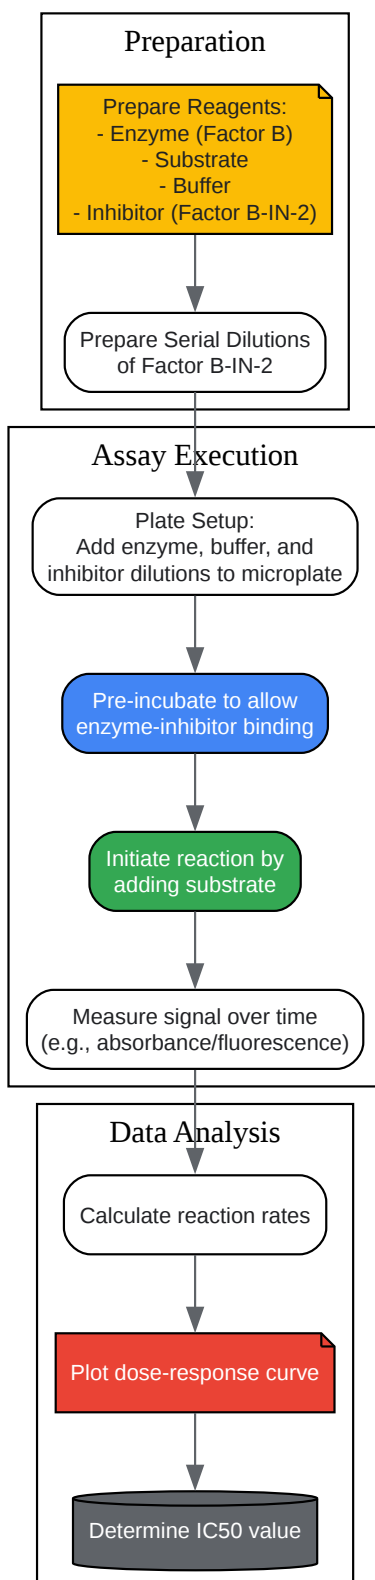 Preparation
Prepare Reagents:
- Enzyme (Factor B)
- Substrate
- Buffer
- Inhibitor (Factor B-IN-2)
Prepare Serial Dilutions
of Factor B-IN-2
Assay Execution
Plate Setup:
Add enzyme, buffer, and
inhibitor dilutions to microplate
Pre-incubate to allow
enzyme-inhibitor binding
Initiate reaction by
adding substrate
Measure signal over time
(e.g., absorbance/fluorescence)
Data Analysis
Calculate reaction rates
Plot dose-response curve
Determine IC50 value